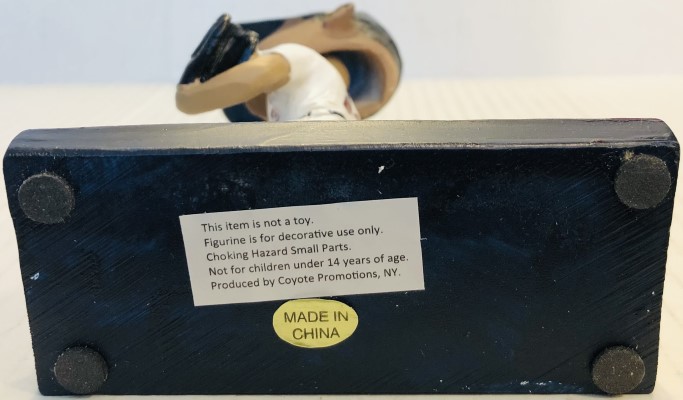 This item is not a toy.
Figurine is for decorative use only.
Choking Hazard Small Parts.
Not for children under 14 years of age.
Produced by Coyote Promotions, NY.
MADE IN
CHINA